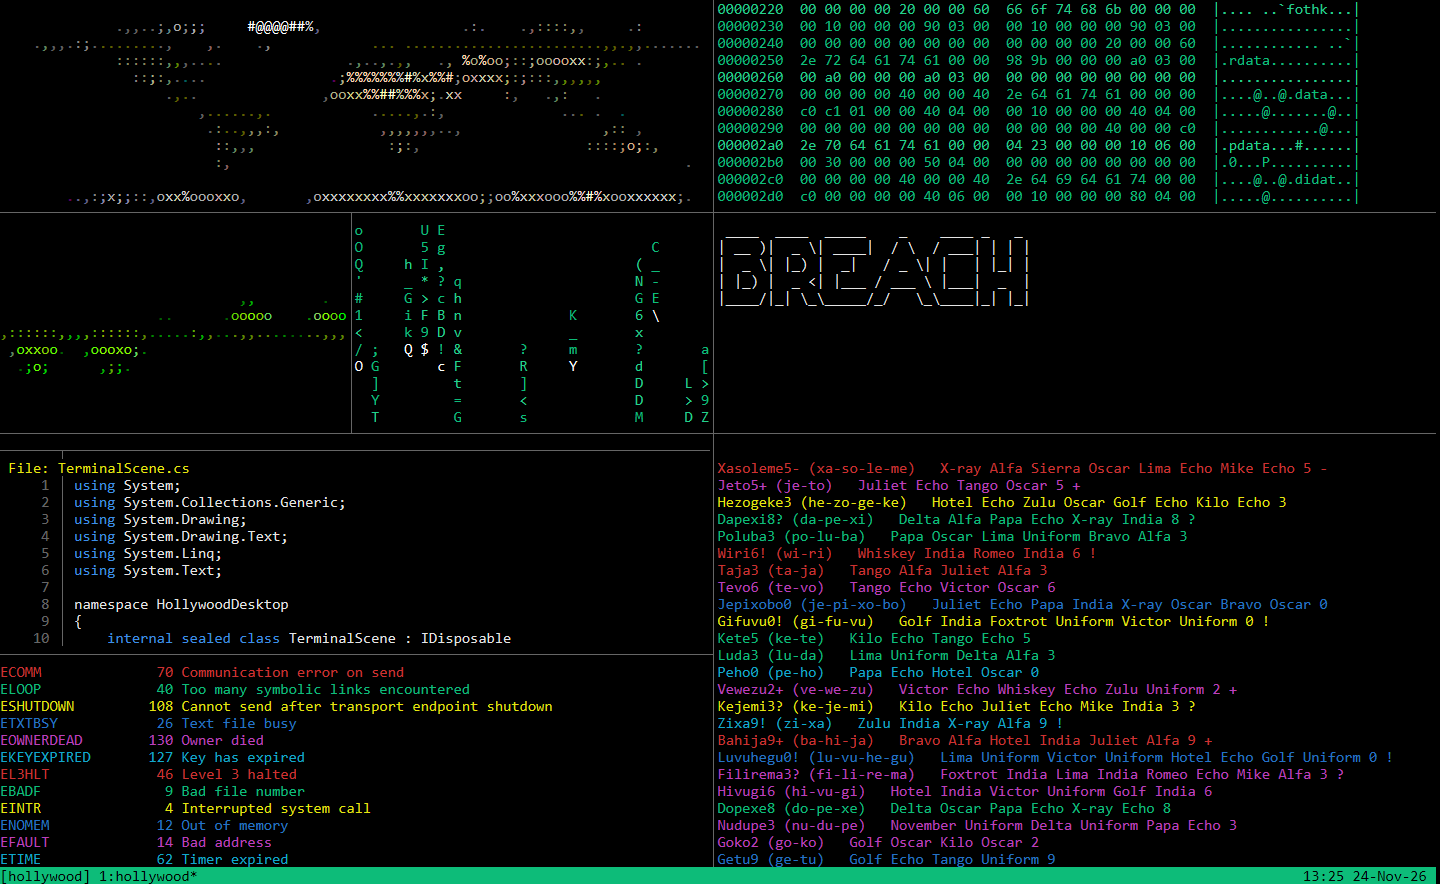 00000220  00 00 00 00 20 00 00 60  66 6f 74 68 6b 00 00 00  |.... ..`fothk...|
00000230  00 10 00 00 00 90 03 00  00 10 00 00 00 90 03 00  |................|
00000240  00 00 00 00 00 00 00 00  00 00 00 00 20 00 00 60  |............ ..`|
00000250  2e 72 64 61 74 61 00 00  98 9b 00 00 00 a0 03 00  |.rdata..........|
00000260  00 a0 00 00 00 a0 03 00  00 00 00 00 00 00 00 00  |................|
00000270  00 00 00 00 40 00 00 40  2e 64 61 74 61 00 00 00  |....@..@.data...|
00000280  c0 c1 01 00 00 40 04 00  00 10 00 00 00 40 04 00  |.....@.......@..|
00000290  00 00 00 00 00 00 00 00  00 00 00 00 40 00 00 c0  |............@...|
000002a0  2e 70 64 61 74 61 00 00  04 23 00 00 00 10 06 00  |.pdata...#......|
000002b0  00 30 00 00 00 50 04 00  00 00 00 00 00 00 00 00  |.0...P..........|
000002c0  00 00 00 00 40 00 00 40  2e 64 69 64 61 74 00 00  |....@..@.didat..|
000002d0  c0 00 00 00 00 40 06 00  00 10 00 00 00 80 04 00  |.....@..........|
BREACH
File: TerminalScene.cs
1 using System;
2 using System.Collections.Generic;
3 using System.Drawing;
4 using System.Drawing.Text;
5 using System.Linq;
6 using System.Text;
7
8 namespace HollywoodDesktop
9 {
10 internal sealed class TerminalScene : IDisposable
ECOMM 70 Communication error on send
ELOOP 40 Too many symbolic links encountered
ESHUTDOWN 108 Cannot send after transport endpoint shutdown
ETXTBSY 26 Text file busy
EOWNERDEAD 130 Owner died
EKEYEXPIRED 127 Key has expired
EL3HLT 46 Level 3 halted
EBADF 9 Bad file number
EINTR 4 Interrupted system call
ENOMEM 12 Out of memory
EFAULT 14 Bad address
ETIME 62 Timer expired
Xasoleme5- (xa-so-le-me) X-ray Alfa Sierra Oscar Lima Echo Mike Echo 5 -
Jeto5+ (je-to) Juliet Echo Tango Oscar 5 +
Hezogeke3 (he-zo-ge-ke) Hotel Echo Zulu Oscar Golf Echo Kilo Echo 3
Dapexi8? (da-pe-xi) Delta Alfa Papa Echo X-ray India 8 ?
Poluba3 (po-lu-ba) Papa Oscar Lima Uniform Bravo Alfa 3
Wiri6! (wi-ri) Whiskey India Romeo India 6 !
Taja3 (ta-ja) Tango Alfa Juliet Alfa 3
Tevo6 (te-vo) Tango Echo Victor Oscar 6
Jepixobo0 (je-pi-xo-bo) Juliet Echo Papa India X-ray Oscar Bravo Oscar 0
Gifuvu0! (gi-fu-vu) Golf India Foxtrot Uniform Victor Uniform 0 !
Kete5 (ke-te) Kilo Echo Tango Echo 5
Luda3 (lu-da) Lima Uniform Delta Alfa 3
Peho0 (pe-ho) Papa Echo Hotel Oscar 0
Vewezu2+ (ve-we-zu) Victor Echo Whiskey Echo Zulu Uniform 2 +
Kejemi3? (ke-je-mi) Kilo Echo Juliet Echo Mike India 3 ?
Zixa9! (zi-xa) Zulu India X-ray Alfa 9 !
Bahija9+ (ba-hi-ja) Bravo Alfa Hotel India Juliet Alfa 9 +
Luvuhegu0! (lu-vu-he-gu) Lima Uniform Victor Uniform Hotel Echo Golf Uniform 0 !
Filirema3? (fi-li-re-ma) Foxtrot India Lima India Romeo Echo Mike Alfa 3 ?
Hivugi6 (hi-vu-gi) Hotel India Victor Uniform Golf India 6
Dopexe8 (do-pe-xe) Delta Oscar Papa Echo X-ray Echo 8
Nudupe3 (nu-du-pe) November Uniform Delta Uniform Papa Echo 3
Goko2 (go-ko) Golf Oscar Kilo Oscar 2
Getu9 (ge-tu) Golf Echo Tango Uniform 9
[hollywood] 1:hollywood* 13:25 24-Nov-26